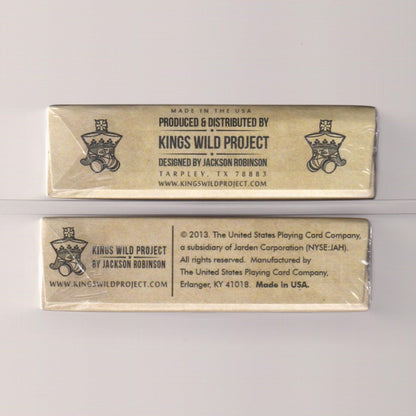 MADE IN THE USA
PRODUCED & DISTRIBUTED BY
KINGS WILD PROJECT
DESIGNED BY JACKSON ROBINSON
TARPLEY, TX 78883
WWW.KINGSWILDPROJECT.COM
KINGS WILD PROJECT
BY JACKSON ROBINSON
WWW.KINGSWILDPROJECT.COM
© 2013. The United States Playing Card Company,
a subsidiary of Jarden Corporation (NYSE:JAH).
All rights reserved. Manufactured by
The United States Playing Card Company,
Erlanger, KY 41018. Made in USA.